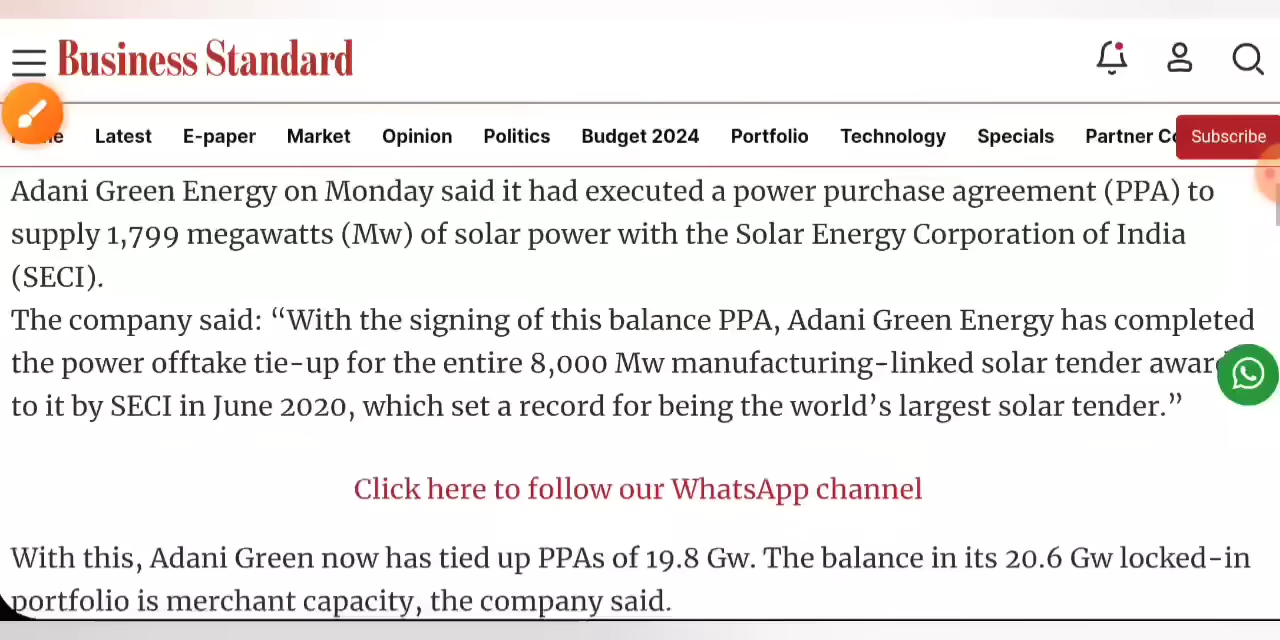 Business Standard
Latest E-paper Market Opinion Politics Budget 2024 Portfolio Technology Specials Partner Subscribe
Adani Green Energy on Monday said it had executed a power purchase agreement (PPA) to
supply 1,799 megawatts (Mw) of solar power with the Solar Energy Corporation of India
(SECI).
The company said: “With the signing of this balance PPA, Adani Green Energy has completed
the power offtake tie-up for the entire 8,000 Mw manufacturing-linked solar tender
to it by SECI in June 2020, which set a record for being the world’s largest solar tender.”
Click here to follow our WhatsApp channel
With this, Adani Green now has tied up PPAs of 19.8 Gw. The balance in its 20.6 Gw locked-in
portfolio is merchant capacity, the company said.